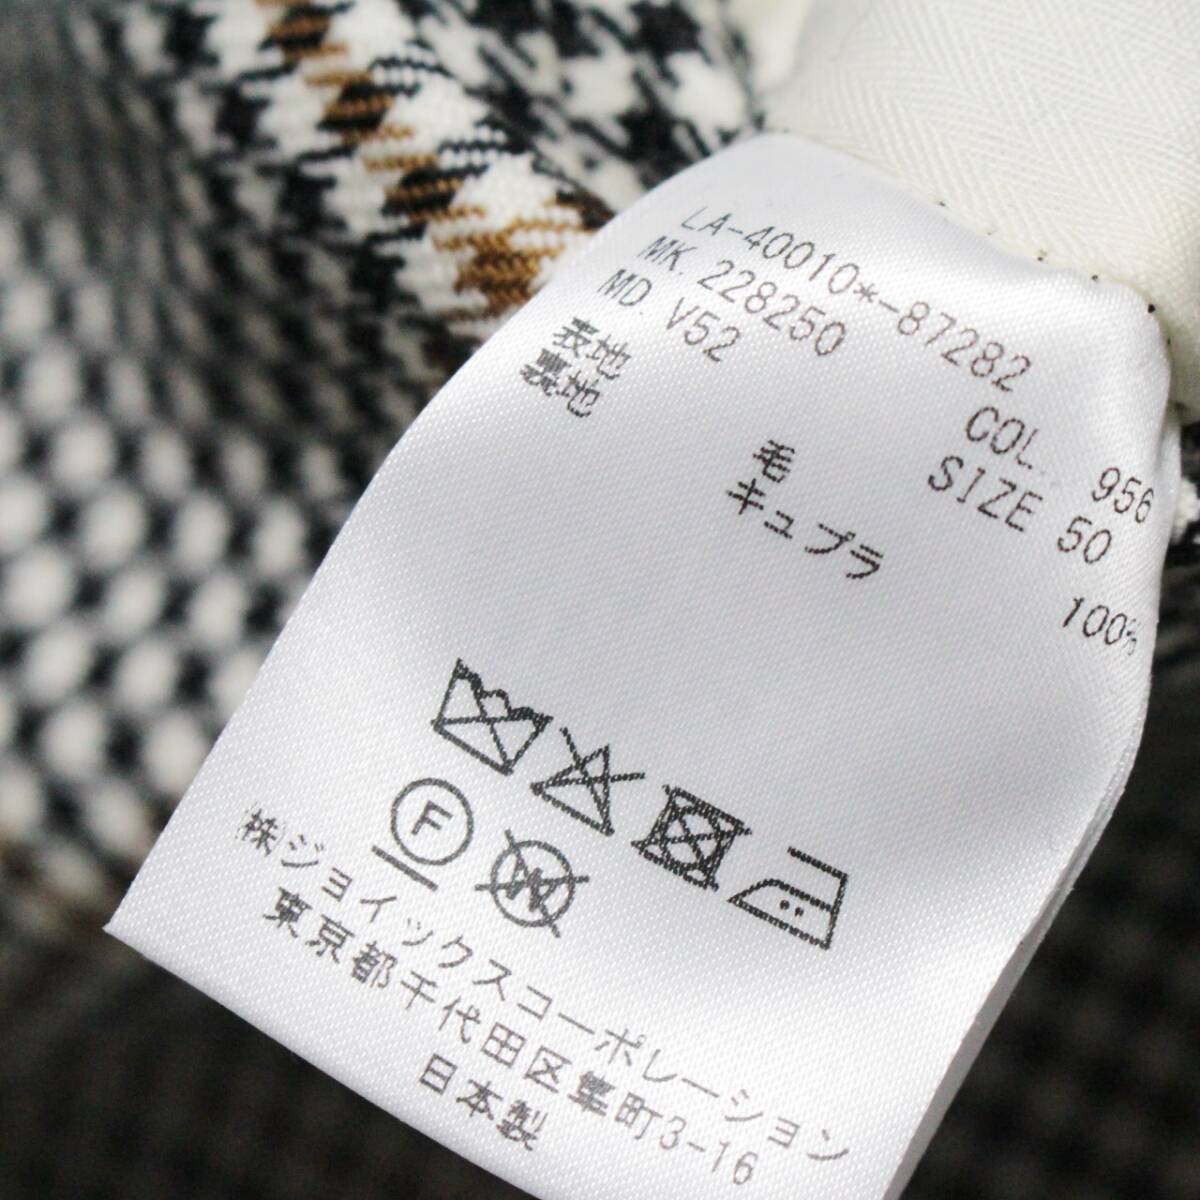 LA-40010*-87282
MK. 228250 COL. 956
MD. V52 SIZE 50
表地 毛 100%
裏地 キュプラ
F
W
(株)ジョイックスコーポレーション
東京都千代田区隼町3-16
日本製